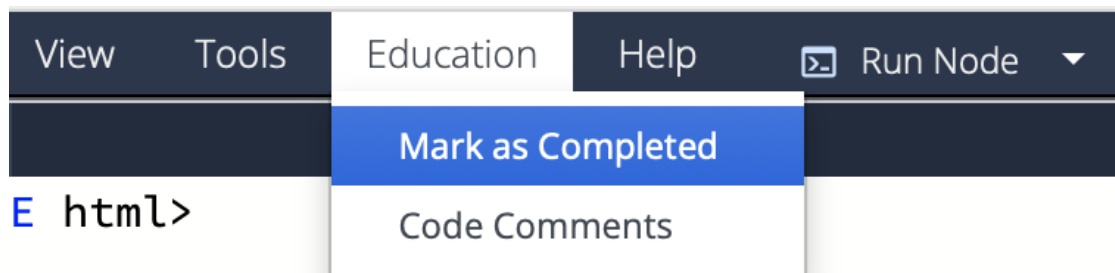 View Tools Education Help Run Node
Mark as Completed
E html>
Code Comments